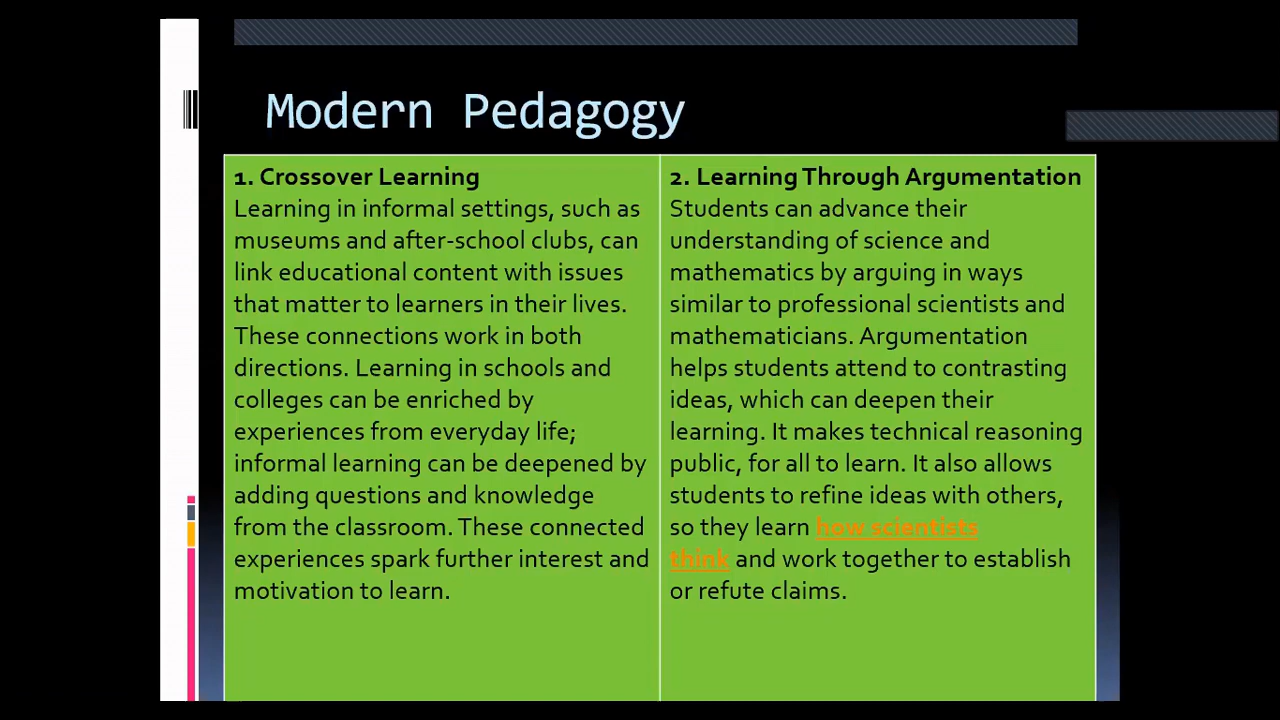 Modern Pedagogy
1. Crossover Learning
Learning in informal settings, such as
museums and after-school clubs, can
link educational content with issues
that matter to learners in their lives.
These connections work in both
directions. Learning in schools and
colleges can be enriched by
experiences from everyday life;
informal learning can be deepened by
adding questions and knowledge
from the classroom. These connected
experiences spark further interest and
motivation to learn.
2. Learning Through Argumentation
Students can advance their
understanding of science and
mathematics by arguing in ways
similar to professional scientists and
mathematicians. Argumentation
helps students attend to contrasting
ideas, which can deepen their
learning. It makes technical reasoning
public, for all to learn. It also allows
students to refine ideas with others,
so they learn how scientists
think and work together to establish
or refute claims.